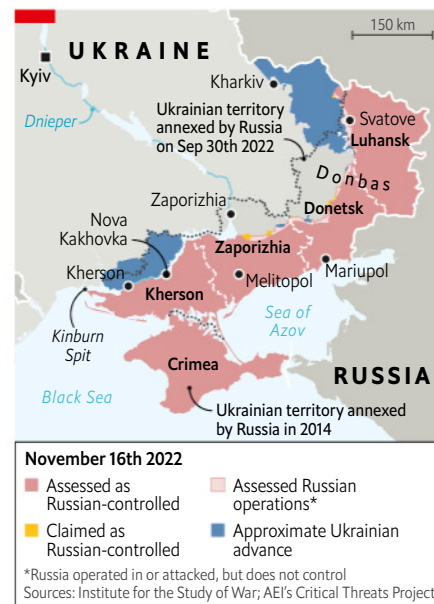 150 km
UKRAINE
Kyiv
Kharkiv
Dnieper
Ukrainian territory
annexed by Russia
on Sep 30th 2022
Svatove
Luhansk
Donbas
Zaporizhia
Donetsk
Nova
Kakhovka
Zaporizhia
Kherson
Mariupol
Kherson
Melitopol
Kinburn
Spit
Sea of
Azov
Crimea
RUSSIA
Black Sea
Ukrainian territory annexed
by Russia in 2014
November 16th 2022
Assessed as
Russian-controlled
Assessed Russian
operations*
Claimed as
Russian-controlled
Approximate Ukrainian
advance
*Russia operated in or attacked, but does not control
Sources: Institute for the Study of War; AEI's Critical Threats Project